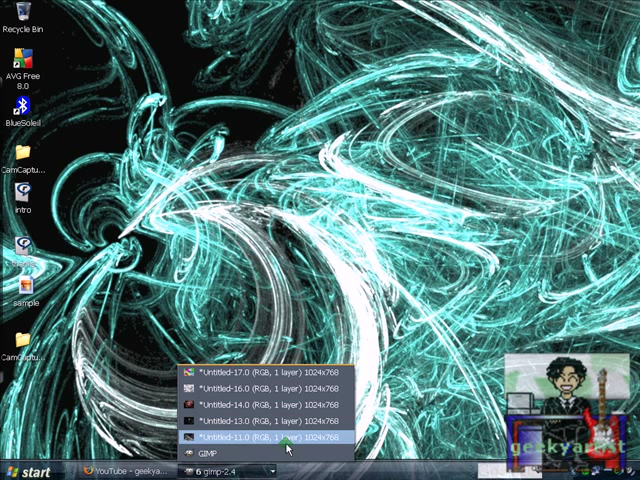 Recycle Bin
AVG Free
8.0
BlueSoleil
CamCaptu...
intro
sample
CamCaptu...
*Untitled-17.0 (RGB, 1 layer) 1024x768
*Untitled-16.0 (RGB, 1 layer) 1024x768
*Untitled-14.0 (RGB, 1 layer) 1024x768
*Untitled-13.0 (RGB, 1 layer) 1024x768
*Untitled-11.0 (RGB, 1 layer) 1024x768
GIMP
start
YouTube - geekya...
6 gimp-2.4